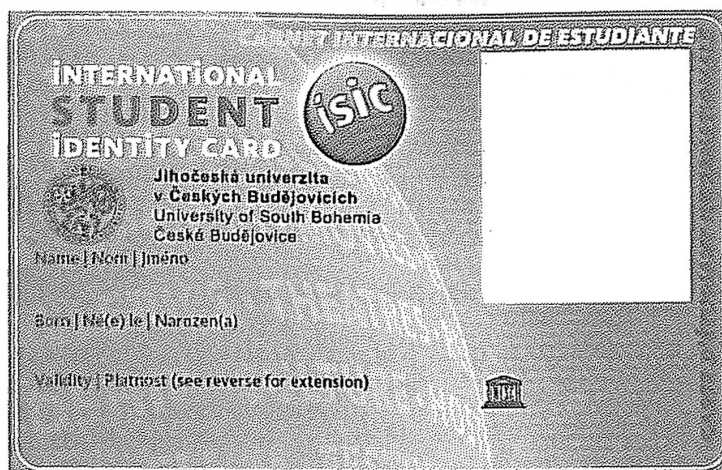 CARNET INTERNACIONAL DE ESTUDIANTE
iNTERNATiONAL
STUDENT
iDENTiTY CARD
isic
Jihočeská univerzita
v Českých Budějovicích
University of South Bohemia
České Budějovice
Name | Nom | Jméno
Born | Né(e) le | Narozen(a)
Validity | Platnost (see reverse for extension)